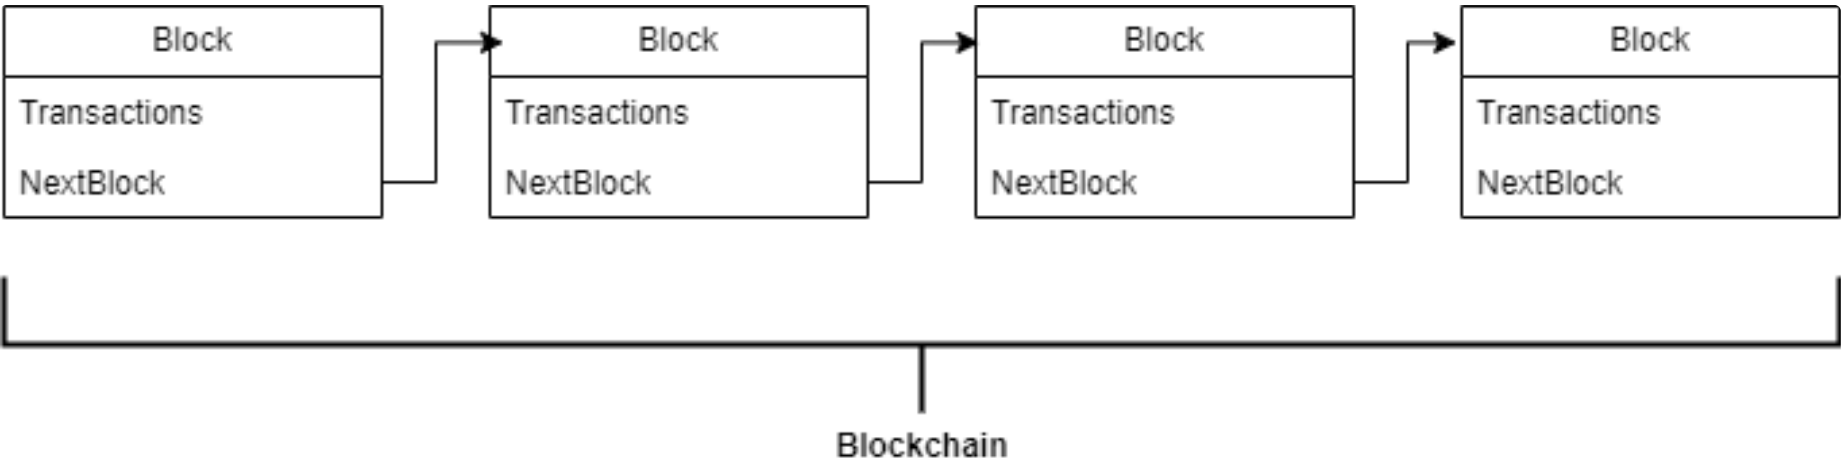 Block
Transactions
NextBlock
Block
Transactions
NextBlock
Block
Transactions
NextBlock
Block
Transactions
NextBlock
Blockchain